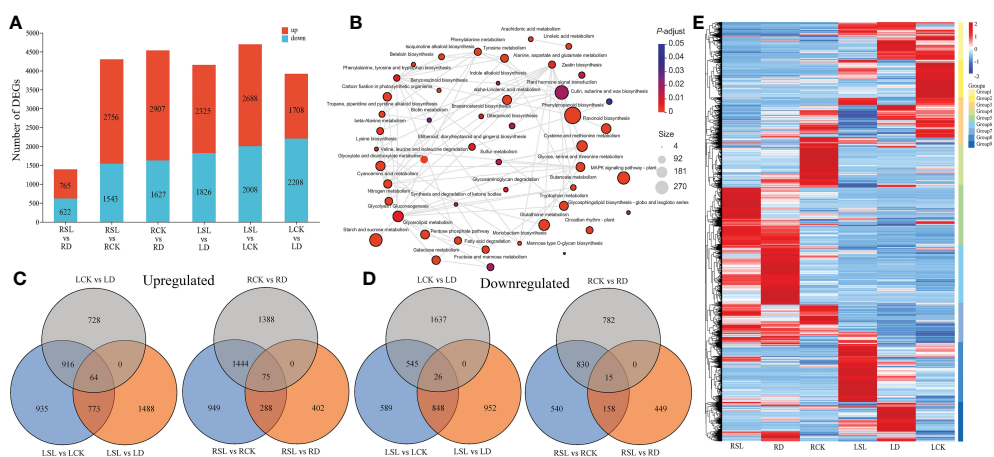 A
up
down
Number of DEGs
5000
4500
4000
3500
3000
2500
2000
1500
1000
500
0
765
622
2756
1543
2907
1627
2325
1826
2688
2008
1708
2208
RSL vs RD
RSL vs RCK
RCK vs RD
LSL vs LD
LSL vs LCK
LCK vs LD
B
Arachidonic acid metabolism
Linoleic acid metabolism
Phenylalanine metabolism
Tyrosine metabolism
Isoquinoline alkaloid biosynthesis
Alanine, aspartate and glutamate metabolism
Betalain biosynthesis
Zeatin biosynthesis
Phenylalanine, tyrosine and tryptophan biosynthesis
Indole alkaloid biosynthesis
Plant hormone signal transduction
Benzoxazinoid biosynthesis
Carbon fixation in photosynthetic organisms
alpha-Linolenic acid metabolism
Cutin, suberine and wax biosynthesis
Tropane, piperidine and pyridine alkaloid biosynthesis
Biotin metabolism
Brassinosteroid biosynthesis
Phenylpropanoid biosynthesis
beta-Alanine metabolism
Diterpenoid biosynthesis
Flavonoid biosynthesis
Lysine biosynthesis
Stilbenoid, diarylheptanoid and gingerol biosynthesis
Cysteine and methionine metabolism
Valine, leucine and isoleucine degradation
Glyoxylate and dicarboxylate metabolism
Sulfur metabolism
Glycine, serine and threonine metabolism
Cyanoamino acid metabolism
Glycosaminoglycan degradation
MAPK signaling pathway - plant
Butanoate metabolism
Nitrogen metabolism
Synthesis and degradation of ketone bodies
Tryptophan metabolism
Glycolysis / Gluconeogenesis
Glycosphingolipid biosynthesis - globo and isoglobo series
Glycerolipid metabolism
Glutathione metabolism
Circadian rhythm - plant
Starch and sucrose metabolism
Pentose phosphate pathway
Monobactam biosynthesis
Fatty acid degradation
Mannose type O-glycan biosynthesis
Galactose metabolism
Fructose and mannose metabolism
P-adjust
0.05
0.04
0.03
0.02
0.01
0
Size
4
92
181
270
C
Upregulated
LCK vs LD
728
916
0
64
935
773
1488
LSL vs LCK
LSL vs LD
RCK vs RD
1388
1444
0
75
949
288
402
RSL vs RCK
RSL vs RD
D
Downregulated
LCK vs LD
1637
545
0
26
589
848
952
LSL vs LCK
LSL vs LD
RCK vs RD
782
830
0
15
540
158
449
RSL vs RCK
RSL vs RD
E
2
1
0
-1
-2
Groups
Group1
Group2
Group3
Group4
Group5
Group6
Group7
Group8
Group9
RSL
RD
RCK
LSL
LD
LCK